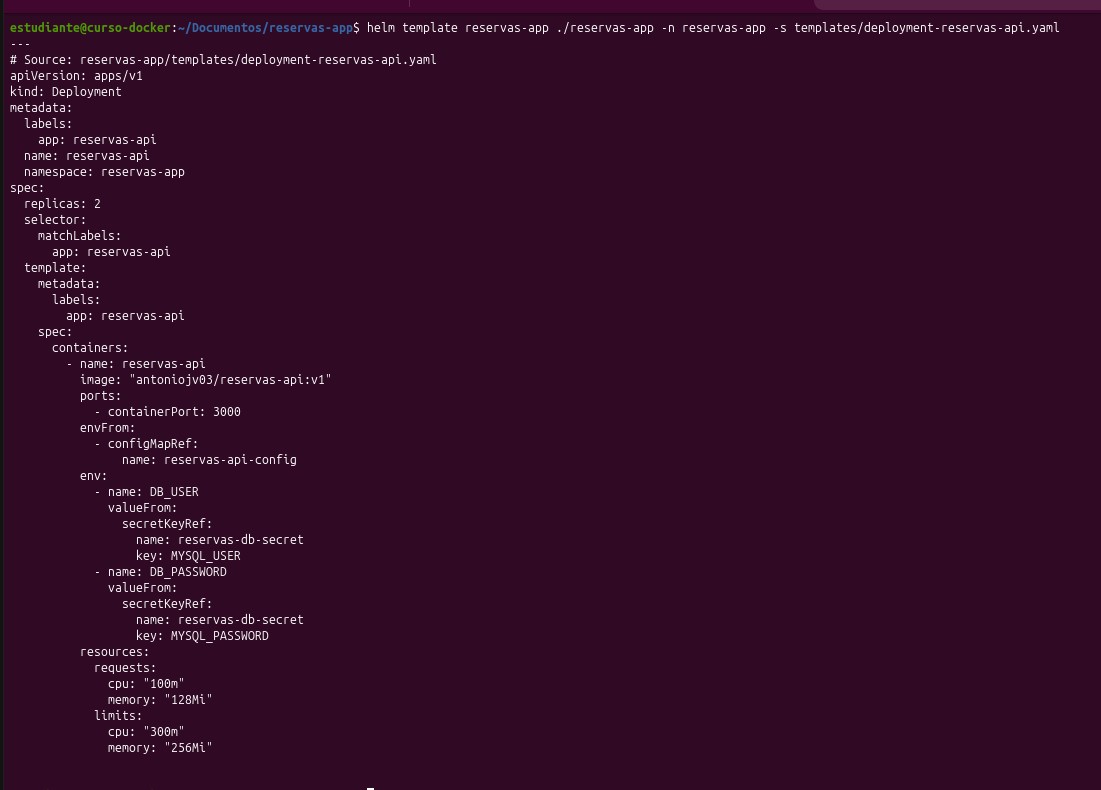 estudiante@curso-docker:~/Documentos/reservas-app$ helm template reservas-app ./reservas-app -n reservas-app -s templates/deployment-reservas-api.yaml
---
# Source: reservas-app/templates/deployment-reservas-api.yaml
apiVersion: apps/v1
kind: Deployment
metadata:
  labels:
    app: reservas-api
  name: reservas-api
  namespace: reservas-app
spec:
  replicas: 2
  selector:
    matchLabels:
      app: reservas-api
  template:
    metadata:
      labels:
        app: reservas-api
    spec:
      containers:
        - name: reservas-api
          image: "antoniojv03/reservas-api:v1"
          ports:
            - containerPort: 3000
          envFrom:
            - configMapRef:
                name: reservas-api-config
          env:
            - name: DB_USER
              valueFrom:
                secretKeyRef:
                  name: reservas-db-secret
                  key: MYSQL_USER
            - name: DB_PASSWORD
              valueFrom:
                secretKeyRef:
                  name: reservas-db-secret
                  key: MYSQL_PASSWORD
          resources:
            requests:
              cpu: "100m"
              memory: "128Mi"
            limits:
              cpu: "300m"
              memory: "256Mi"